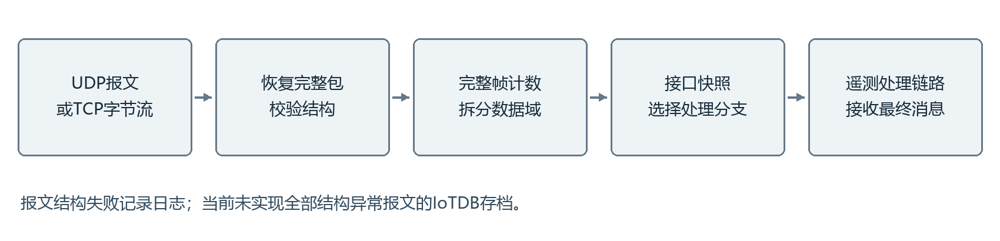 UDP报文
或TCP字节流
恢复完整包
校验结构
完整帧计数
拆分数据域
接口快照
选择处理分支
遥测处理链路
接收最终消息
报文结构失败记录日志；当前未实现全部结构异常报文的IoTDB存档。